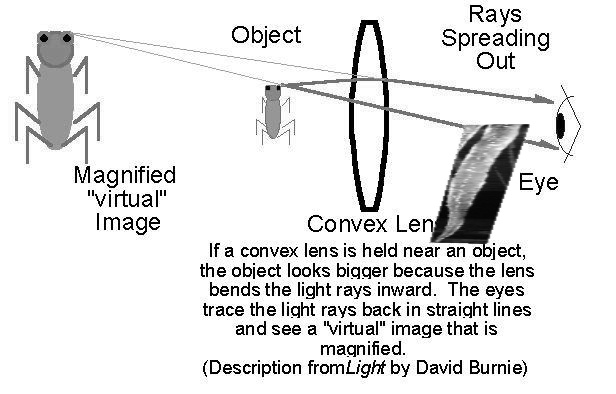 Rays
Spreading
Out
Object
Magnified
"virtual"
Image
Eye
Convex
If a convex lens is held near an object,
the object looks bigger because the lens
bends the light rays inward. The eyes
trace the light rays back in straight lines
and see a "virtual" image that is
magnified.
(Description from Light by David Burnie)